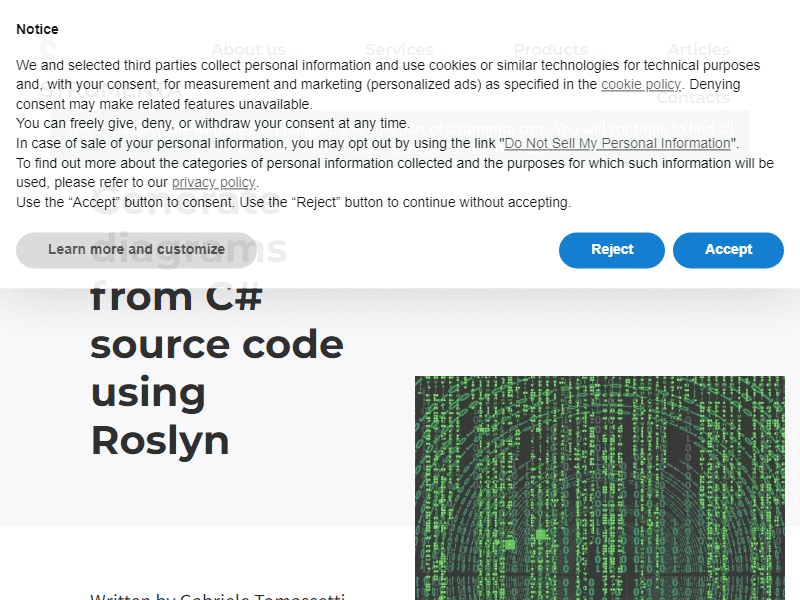 Notice
About us Services Products Articles
We and selected third parties collect personal information and use cookies or similar technologies for technical purposes
and, with your consent, for measurement and marketing (personalized ads) as specified in the cookie policy. Denying
consent may make related features unavailable.
Contacts
You can freely give, deny, or withdraw your consent at any time.
In case of sale of your personal information, you may opt out by using the link "Do Not Sell My Personal Information".
To find out more about the categories of personal information collected and the purposes for which such information will be
used, please refer to our privacy policy.
Use the “Accept” button to consent. Use the “Reject” button to continue without accepting.
Learn more and customize Reject Accept
Generate
diagrams
from C#
source code
using
Roslyn
Written by Gabriele Tomassetti